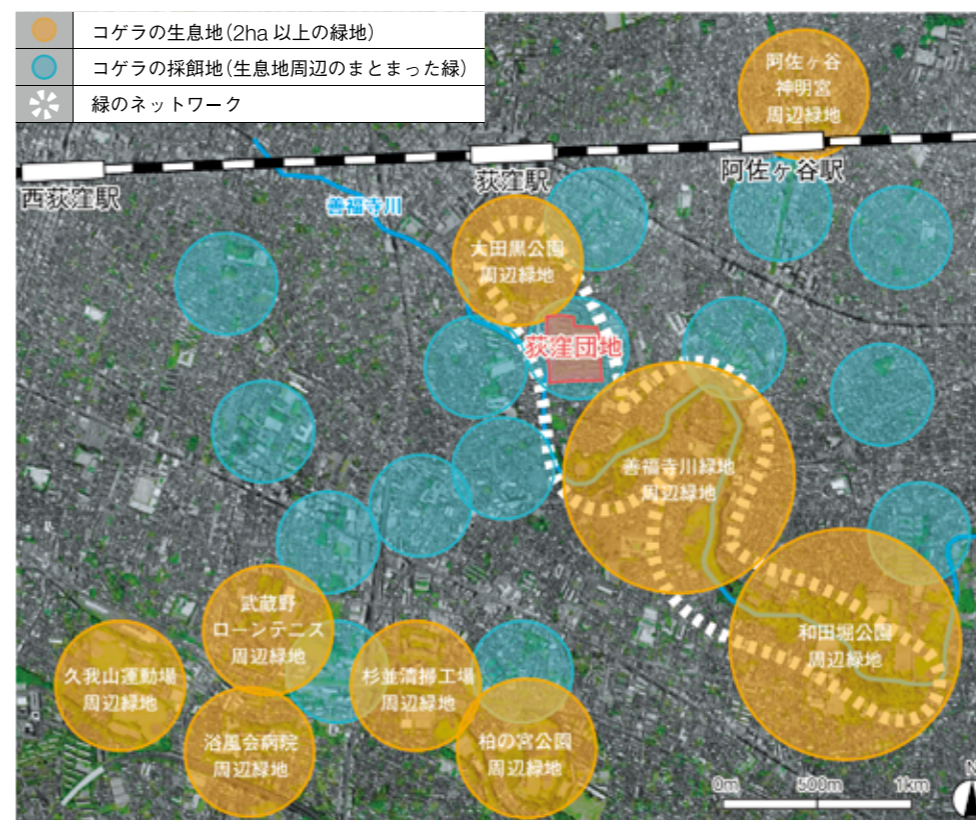 コゲラの生息地(2ha 以上の緑地)
コゲラの採餌地(生息地周辺のまとまった緑)
緑のネットワーク
阿佐ヶ谷
神明宮
周辺緑地
西荻窪駅
荻窪駅
阿佐ヶ谷駅
善福寺川
大田黒公園
周辺緑地
荻窪団地
善福寺川緑地
周辺緑地
武蔵野
ローンテニス
周辺緑地
和田堀公園
周辺緑地
久我山運動場
周辺緑地
杉並清掃工場
周辺緑地
浴風会病院
周辺緑地
柏の宮公園
周辺緑地
0m 500m 1km
N